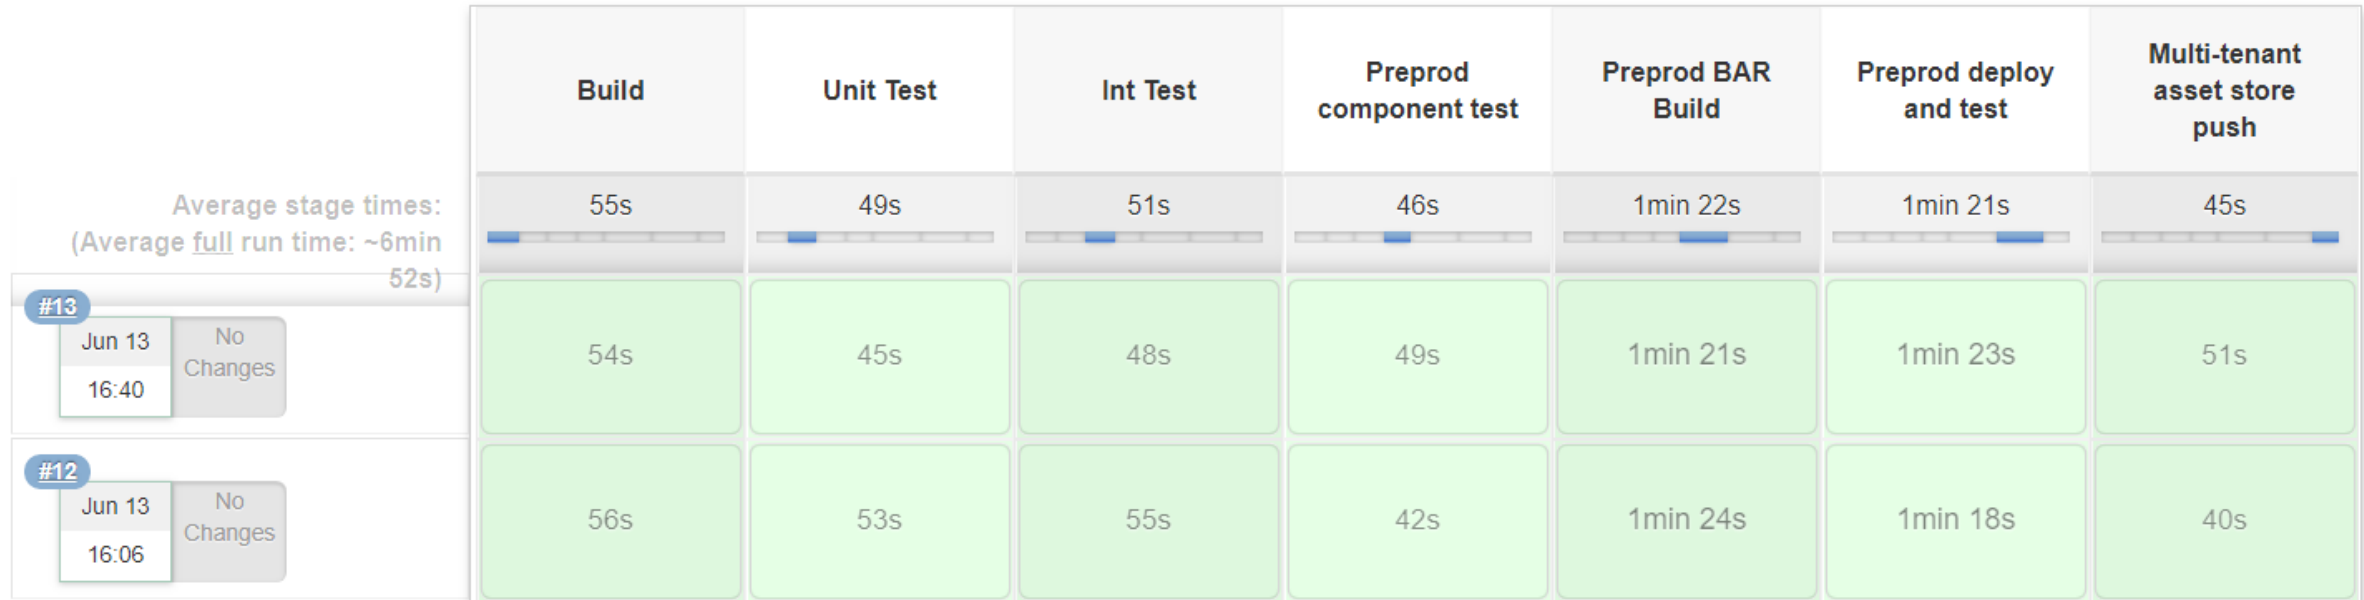 Build
Unit Test
Int Test
Preprod
component test
Preprod BAR
Build
Preprod deploy
and test
Multi-tenant
asset store
push
Average stage times:
(Average full run time: ~6min
52s)
55s
49s
51s
46s
1min 22s
1min 21s
45s
#13
Jun 13
16:40
No
Changes
54s
45s
48s
49s
1min 21s
1min 23s
51s
#12
Jun 13
16:06
No
Changes
56s
53s
55s
42s
1min 24s
1min 18s
40s